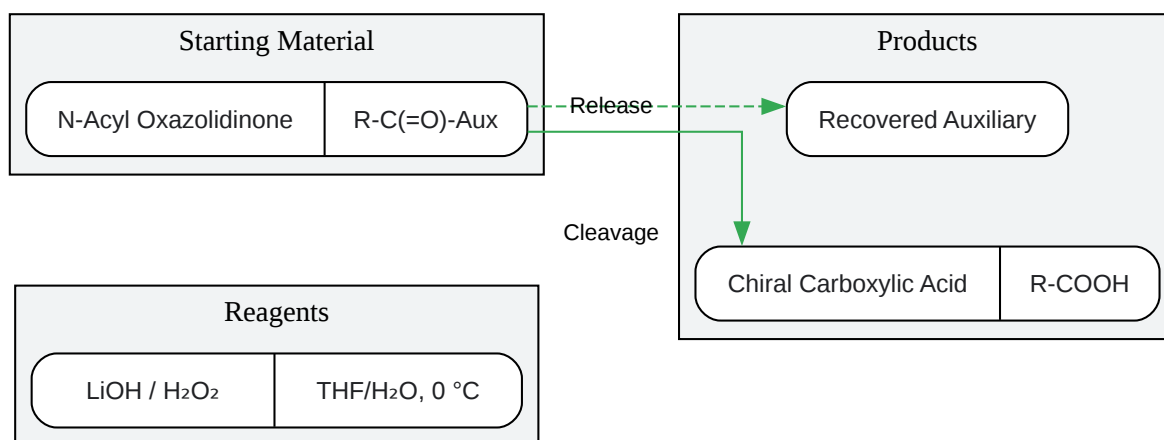 Starting Material
N-Acyl Oxazolidinone
R-C(=O)-Aux
Release
Cleavage
Products
Recovered Auxiliary
Chiral Carboxylic Acid
R-COOH
Reagents
LiOH / H₂O₂
THF/H₂O, 0 °C